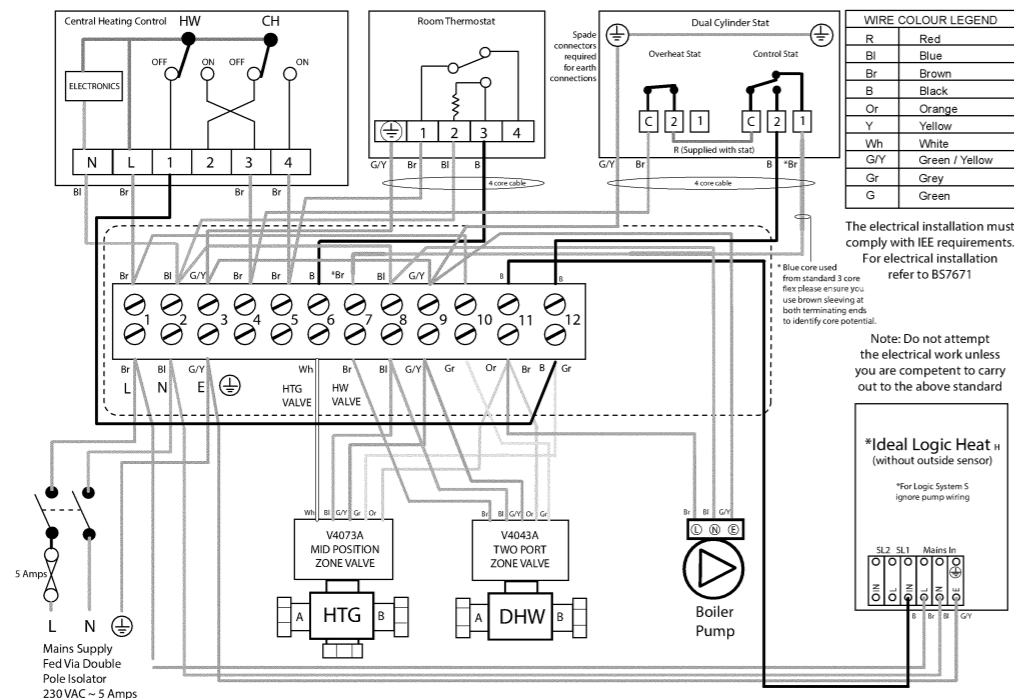 Central Heating Control
HW
CH
OFF
ON
OFF
ON
ELECTRONICS
N L 1 2 3 4
Bl
Br
Br
Br
Room Thermostat
1 2 3 4
G/Y
Br
Bl
B
4 core cable
Spade
connectors
required
for earth
connections
Dual Cylinder Stat
Overheat Stat
Control Stat
C 2 1
C 2 1
R (Supplied with stat)
G/Y
Br
B
*Br
4 core cable
WIRE COLOUR LEGEND
R Red
Bl Blue
Br Brown
B Black
Or Orange
Y Yellow
Wh White
G/Y Green / Yellow
Gr Grey
G Green
The electrical installation must
comply with IEE requirements.
For electrical installation
refer to BS7671
* Blue core used
from standard 3 core
flex please ensure you
use brown sleeving at
both terminating ends
to identify core potential.
Note: Do not attempt
the electrical work unless
you are competent to carry
out to the above standard
Br Bl G/Y Br Br B *Br Bl G/Y B B
1 2 3 4 5 6 7 8 9 10 11 12
Br Bl G/Y Wh Br Bl G/Y Gr Or Br B Gr
L N E
HTG
VALVE
HW
VALVE
5 Amps
L N
Mains Supply
Fed Via Double
Pole Isolator
230 VAC ~ 5 Amps
Wh Bl G/Y Gr Or
V4073A
MID POSITION
ZONE VALVE
A HTG B
Br Bl G/Y Or Gr
V4043A
TWO PORT
ZONE VALVE
A DHW B
Br Bl G/Y
L N E
Boiler
Pump
*Ideal Logic Heat H
(without outside sensor)
*For Logic System S
ignore pump wiring
SL2 SL1 Mains In
IN L IN L N E
B Br Bl G/Y